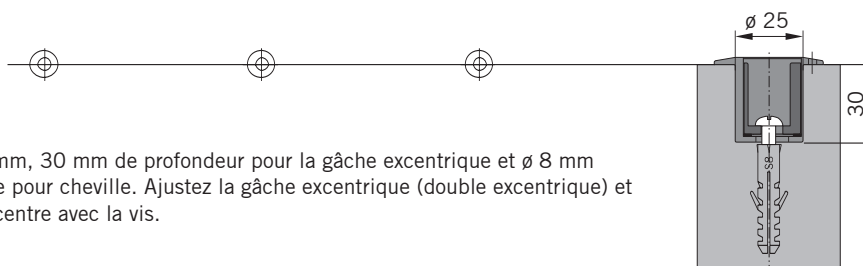 ø 25
30
S8
mm, 30 mm de profondeur pour la gâche excentrique et ø 8 mm
pour cheville. Ajustez la gâche excentrique (double excentrique) et
centre avec la vis.